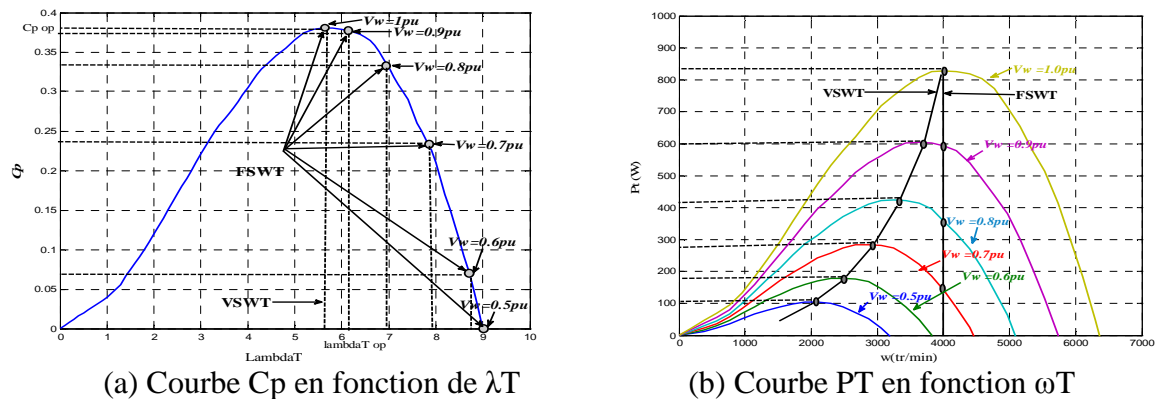 0.4
Cp op
0.35
0.3
0.25
0.2
0.15
0.1
0.05
0
Cp
Vw=1pu
Vw=0.9pu
Vw=0.8pu
Vw=0.7pu
Vw=0.6pu
Vw=0.5pu
FSWT
VSWT
0 1 2 3 4 5 6 7 8 9 10
LambdaT
lambdaT op
(a) Courbe Cp en fonction de λT
1000
900
800
700
600
500
400
300
200
100
0
Pt (W)
Vw=1.0pu
VSWT
FSWT
Vw=0.9pu
Vw=0.8pu
Vw=0.7pu
Vw=0.6pu
Vw=0.5pu
0 1000 2000 3000 4000 5000 6000 7000
w(tr/min)
(b) Courbe PT en fonction ωT